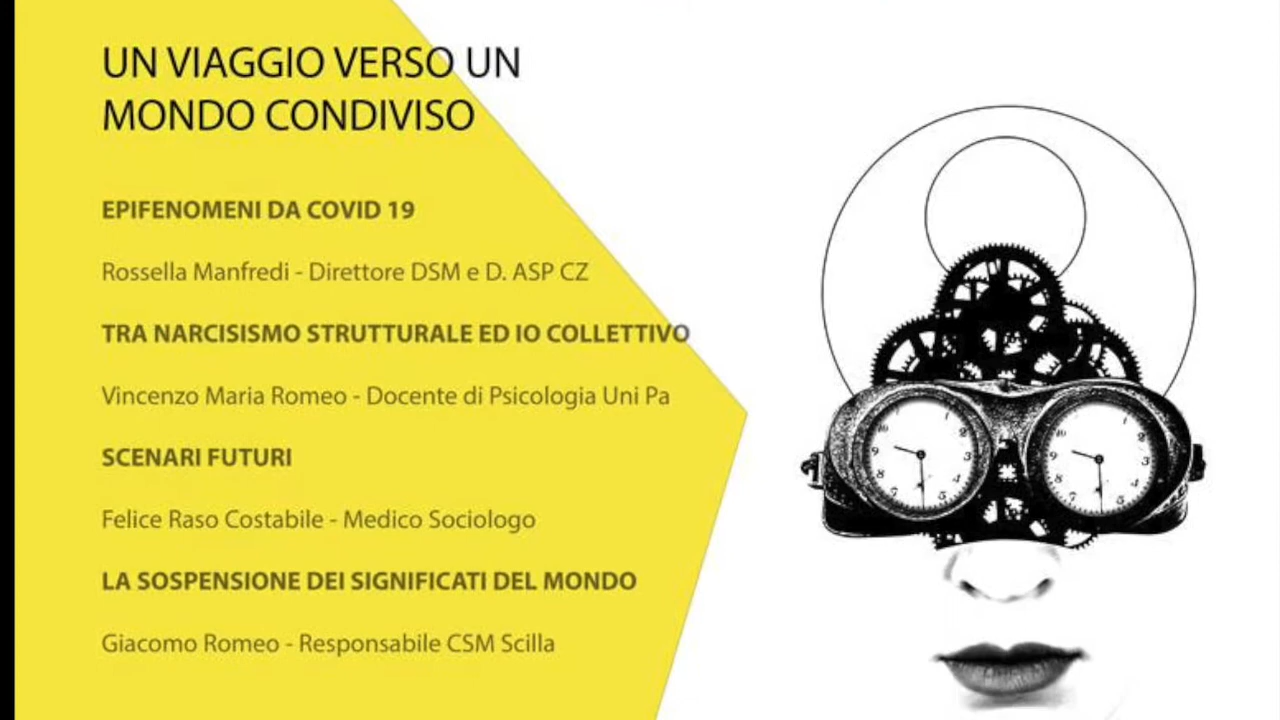 UN VIAGGIO VERSO UN
MONDO CONDIVISO
EPIFENOMENI DA COVID 19
Rossella Manfredi - Direttore DSM e D. ASP CZ
TRA NARCISISMO STRUTTURALE ED IO COLLETTIVO
Vincenzo Maria Romeo - Docente di Psicologia Uni Pa
SCENARI FUTURI
Felice Raso Costabile - Medico Sociologo
LA SOSPENSIONE DEI SIGNIFICATI DEL MONDO
Giacomo Romeo - Responsabile CSM Scilla